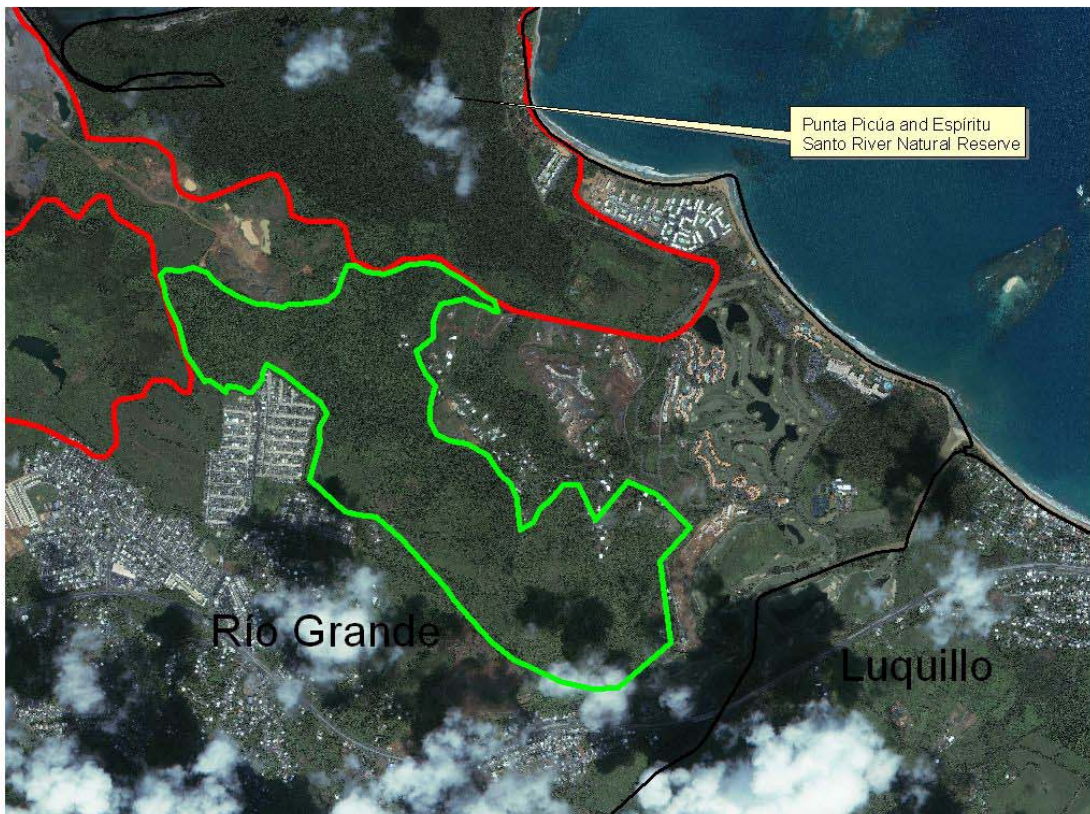 Punta Picúa and Espíritu
Santo River Natural Reserve
Río Grande
Luquillo